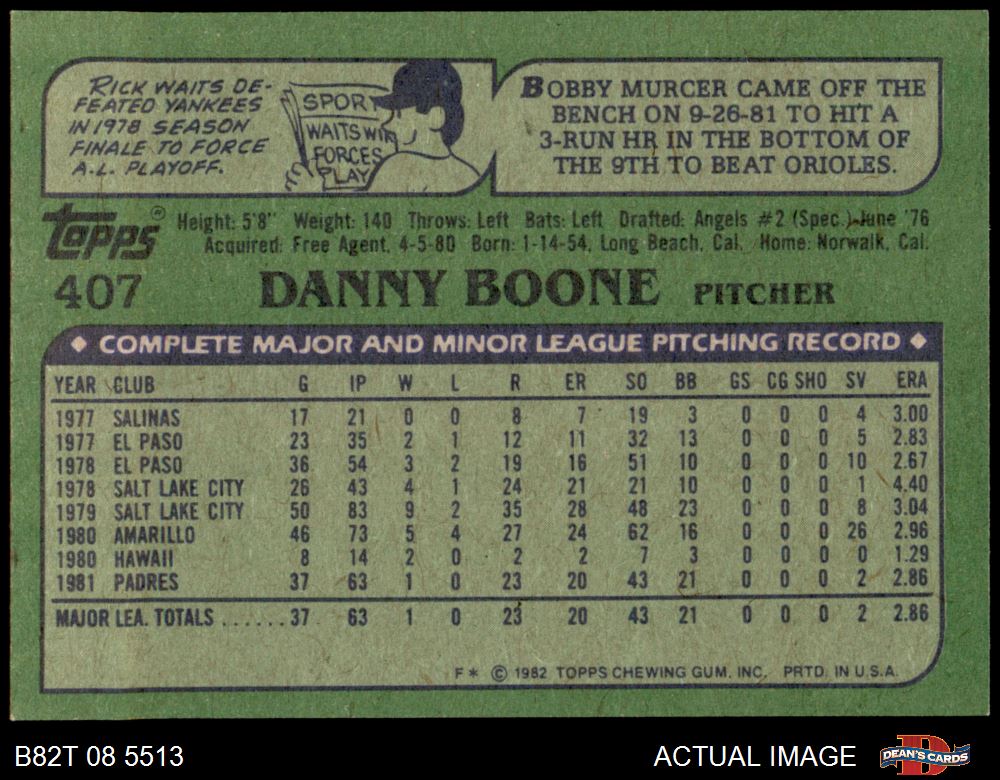 RICK WAITS DE-
FEATED YANKEES
IN 1978 SEASON
FINALE TO FORCE
A.L. PLAYOFF.
SPORT
WAITS WIN
FORCES
PLAY
BOBBY MURCER CAME OFF THE
BENCH ON 9-26-81 TO HIT A
3-RUN HR IN THE BOTTOM OF
THE 9TH TO BEAT ORIOLES.
Topps®
Height: 5'8" Weight: 140 Throws: Left Bats: Left Drafted: Angels #2 (Spec.)-June '76
Acquired: Free Agent, 4-5-80 Born: 1-14-54, Long Beach, Cal. Home: Norwalk, Cal.
407 DANNY BOONE PITCHER
◆ COMPLETE MAJOR AND MINOR LEAGUE PITCHING RECORD ◆
YEAR CLUB G IP W L R ER SO BB GS CG SHO SV ERA
1977 SALINAS 17 21 0 0 8 7 19 3 0 0 0 4 3.00
1977 EL PASO 23 35 2 1 12 11 32 13 0 0 0 5 2.83
1978 EL PASO 36 54 3 2 19 16 51 10 0 0 0 10 2.67
1978 SALT LAKE CITY 26 43 4 1 24 21 21 10 0 0 0 1 4.40
1979 SALT LAKE CITY 50 83 9 2 35 28 48 23 0 0 0 8 3.04
1980 AMARILLO 46 73 5 4 27 24 62 16 0 0 0 26 2.96
1980 HAWAII 8 14 2 0 2 2 7 3 0 0 0 0 1.29
1981 PADRES 37 63 1 0 23 20 43 21 0 0 0 2 2.86
MAJOR LEA. TOTALS ......37 63 1 0 23 20 43 21 0 0 0 2 2.86
F* © 1982 TOPPS CHEWING GUM, INC. PRTD. IN U.S.A.
B82T 08 5513 ACTUAL IMAGE DEAN'S CARDS